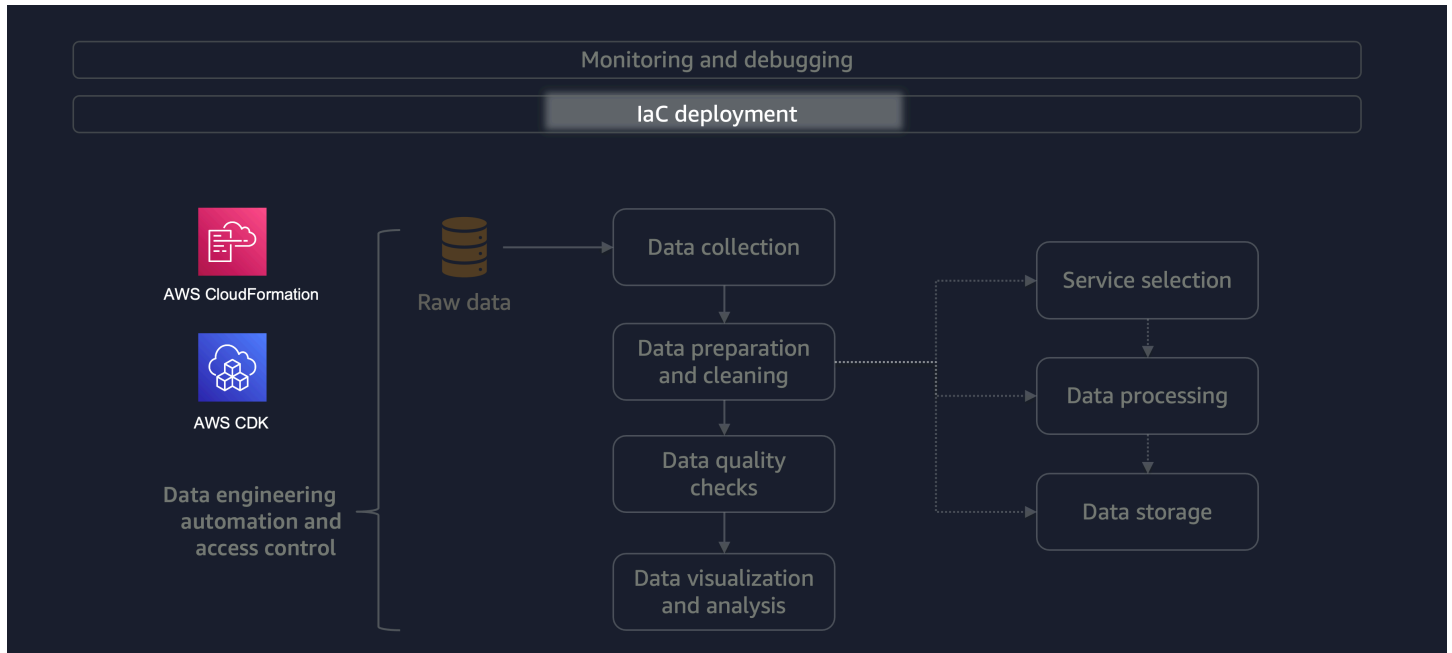 Monitoring and debugging
IaC deployment
AWS CloudFormation
AWS CDK
Data engineering
automation and
access control
Raw data
Data collection
Data preparation
and cleaning
Data quality
checks
Data visualization
and analysis
Service selection
Data processing
Data storage